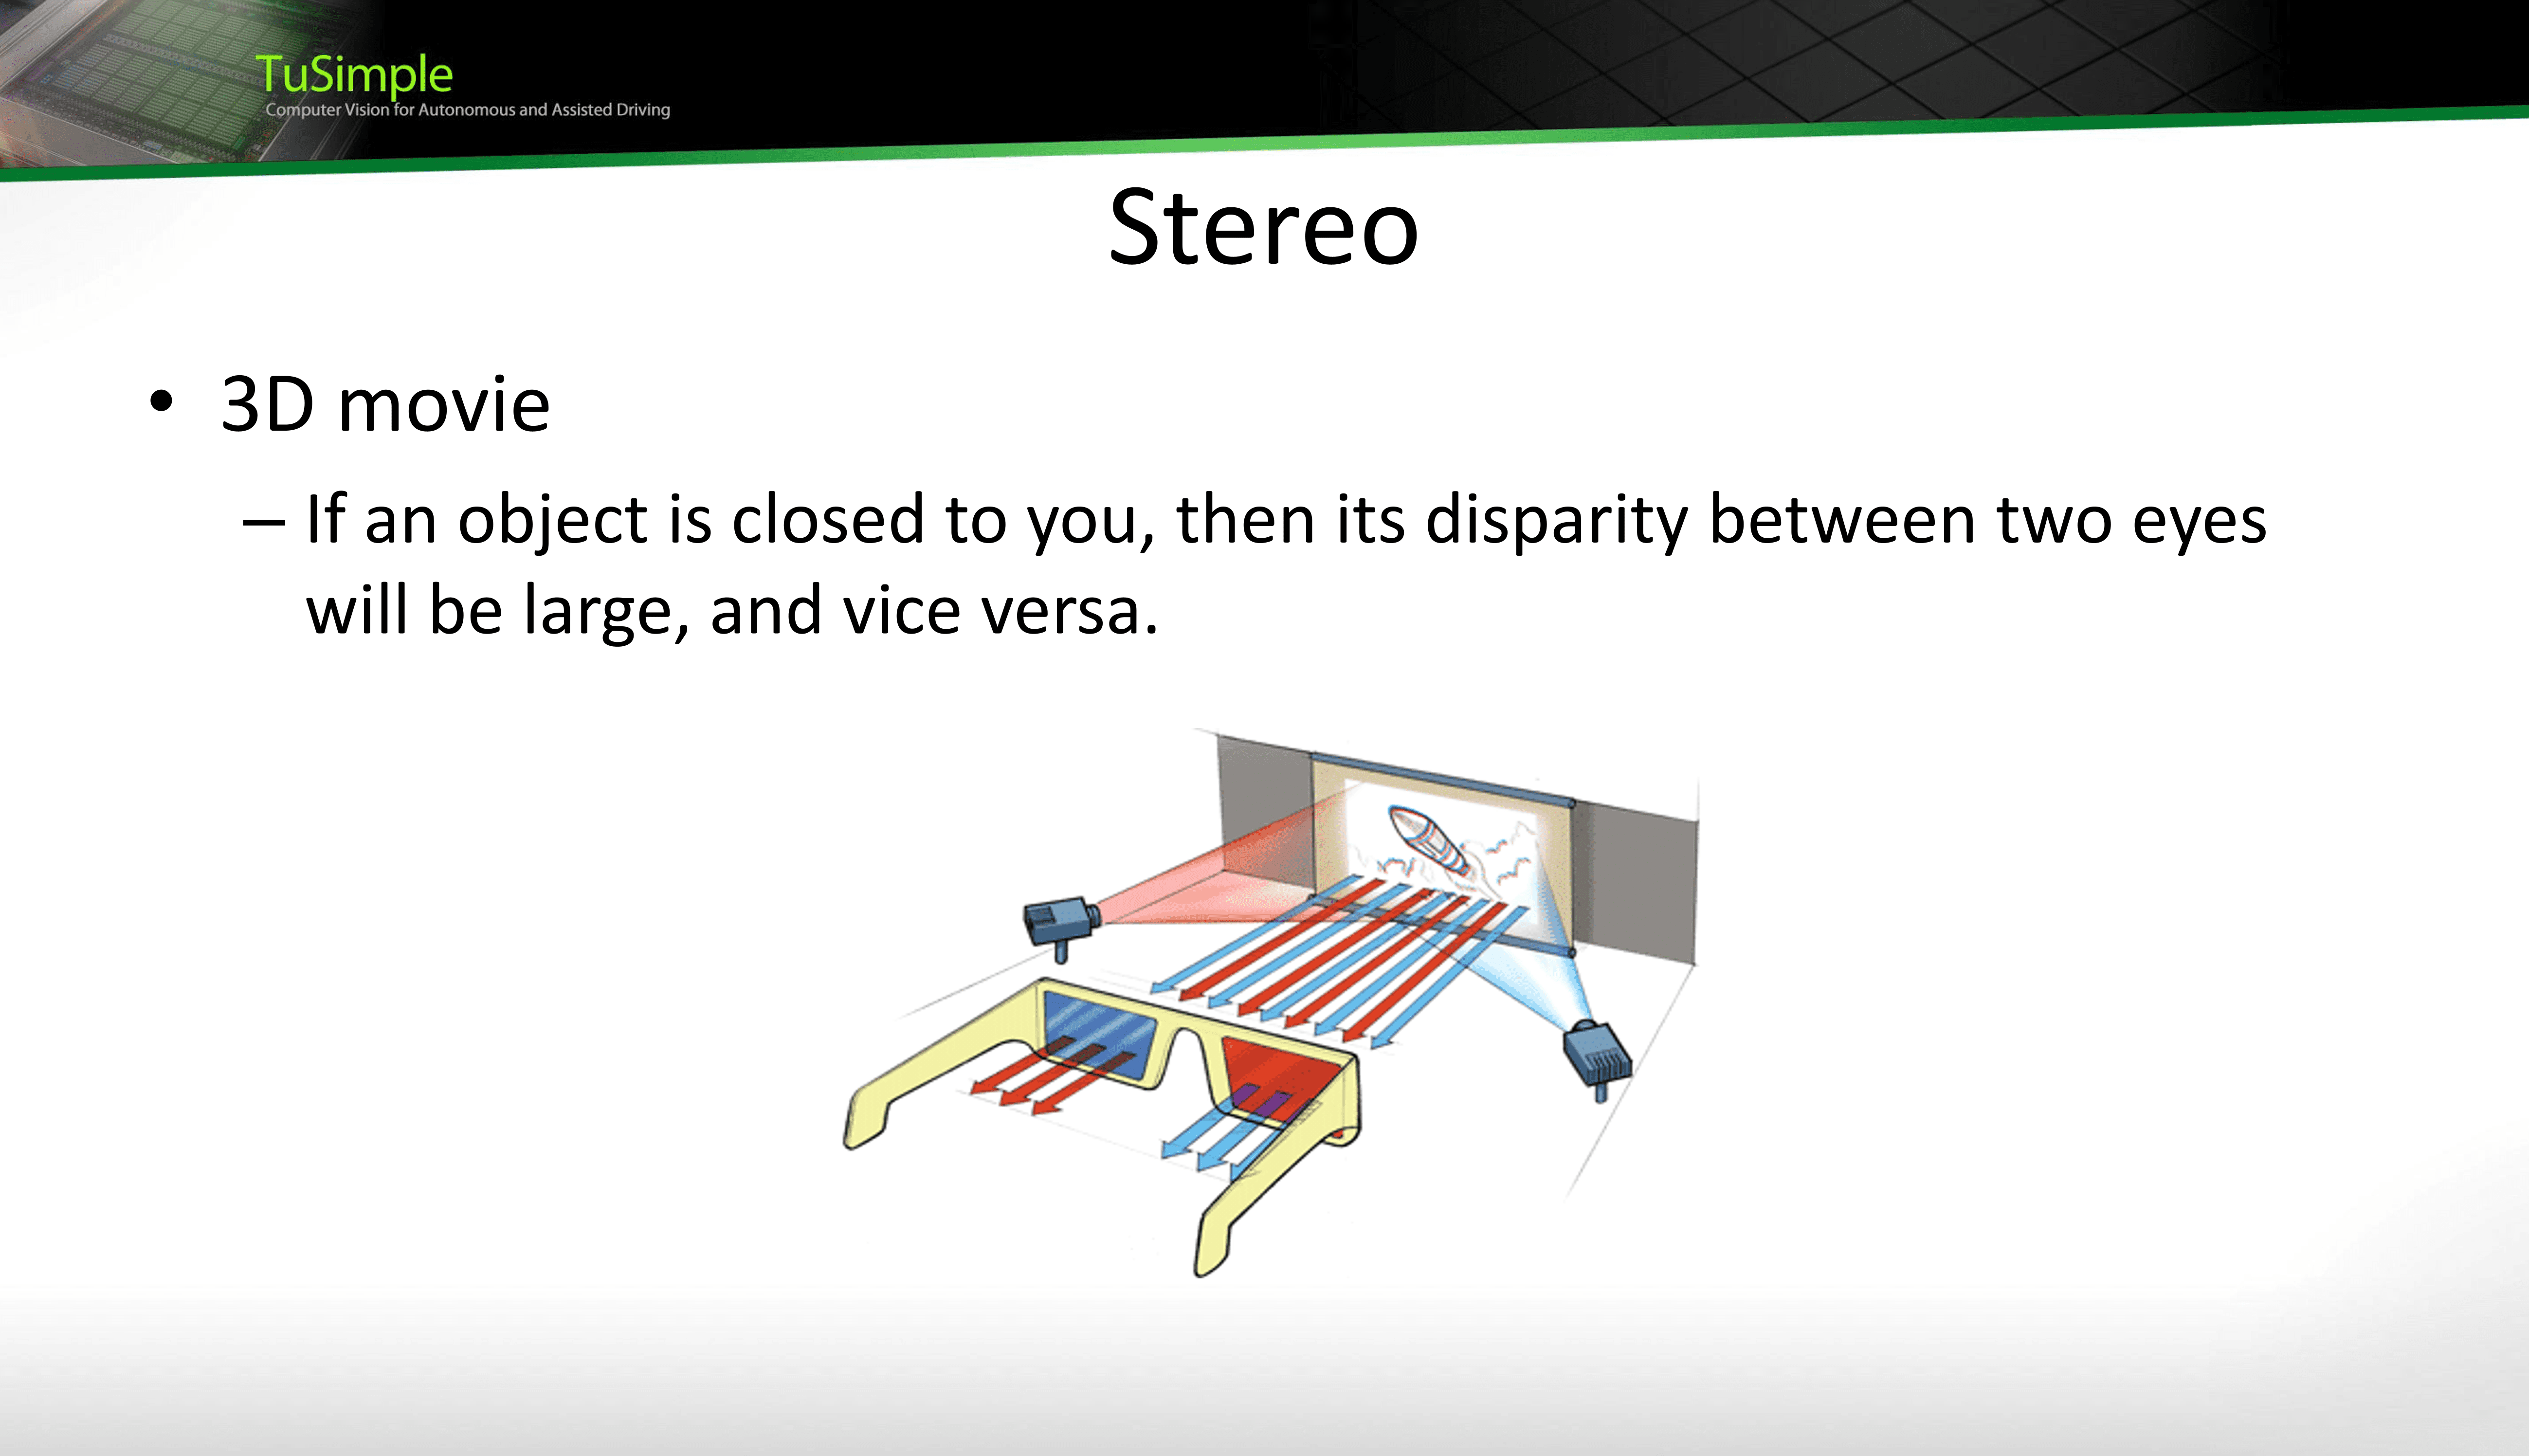 TuSimple
Computer Vision for Autonomous and Assisted Driving
Stereo
• 3D movie
– If an object is closed to you, then its disparity between two eyes
will be large, and vice versa.